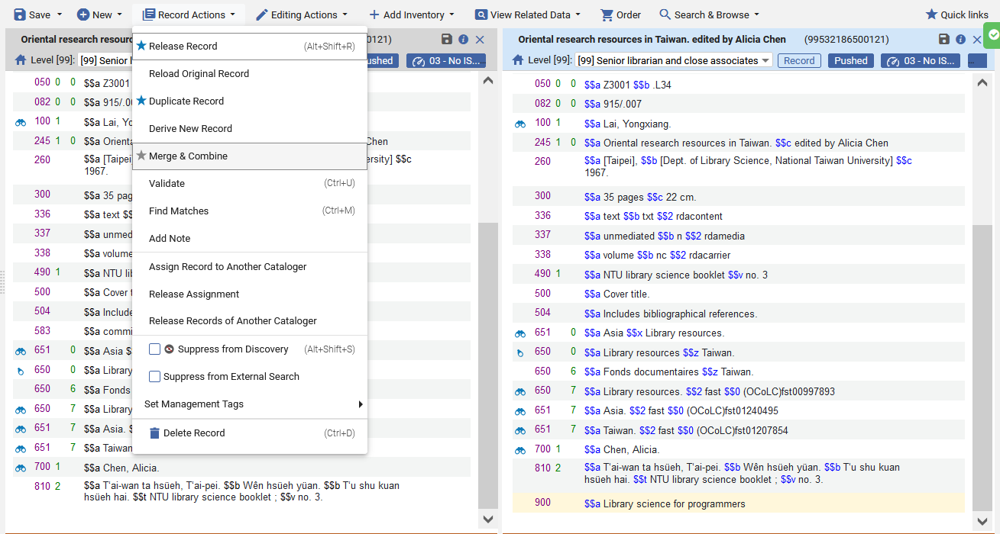 Save New Record Actions Editing Actions Add Inventory View Related Data Order Search & Browse Quick links
Oriental research resour 0121)
Level [99]: [99] Senior l ushed 03 - No IS...
050 0 0 $$a Z3001
082 0 0 $$a 915/.00
100 1 $$a Lai, Yo
245 1 0 $$a Orienta Chen
260 $$a [Taipei ersity] $$c
1967.
300 $$a 35 pag
336 $$a text $$
337 $$a unmed
338 $$a volume
490 1 $$a NTU lib
500 $$a Cover t
504 $$a Include
583 $$a commi
651 0 $$a Asia $
650 0 $$a Library
650 6 $$a Fonds
650 7 $$a Library
651 7 $$a Asia. $
651 7 $$a Taiwan
700 1 $$a Chen, Alicia.
810 2 $$a T'ai-wan ta hsüeh, T'ai-pei. $$b Wên hsüeh yüan. $$b T'u shu kuan
hsüeh hai. $$t NTU library science booklet ; $$v no. 3.
Release Record (Alt+Shift+R)
Reload Original Record
Duplicate Record
Derive New Record
Merge & Combine
Validate (Ctrl+U)
Find Matches (Ctrl+M)
Add Note
Assign Record to Another Cataloger
Release Assignment
Release Records of Another Cataloger
Suppress from Discovery (Alt+Shift+S)
Suppress from External Search
Set Management Tags
Delete Record (Ctrl+D)
Oriental research resources in Taiwan. edited by Alicia Chen (99532186500121)
Level [99]: [99] Senior librarian and close associates Record Pushed 03 - No IS... ...
050 0 0 $$a Z3001 $$b .L34
082 0 0 $$a 915/.007
100 1 $$a Lai, Yongxiang.
245 1 0 $$a Oriental research resources in Taiwan. $$c edited by Alicia Chen
260 $$a [Taipei], $$b [Dept. of Library Science, National Taiwan University] $$c
1967.
300 $$a 35 pages $$c 22 cm.
336 $$a text $$b txt $$2 rdacontent
337 $$a unmediated $$b n $$2 rdamedia
338 $$a volume $$b nc $$2 rdacarrier
490 1 $$a NTU library science booklet $$v no. 3
500 $$a Cover title.
504 $$a Includes bibliographical references.
651 0 $$a Asia $$x Library resources.
650 0 $$a Library resources $$z Taiwan.
650 6 $$a Fonds documentaires $$z Taiwan.
650 7 $$a Library resources. $$2 fast $$0 (OCoLC)fst00997893
651 7 $$a Asia. $$2 fast $$0 (OCoLC)fst01240495
651 7 $$a Taiwan. $$2 fast $$0 (OCoLC)fst01207854
700 1 $$a Chen, Alicia.
810 2 $$a T'ai-wan ta hsüeh, T'ai-pei. $$b Wên hsüeh yüan. $$b T'u shu kuan
hsüeh hai. $$t NTU library science booklet ; $$v no. 3.
900 $$a Library science for programmers